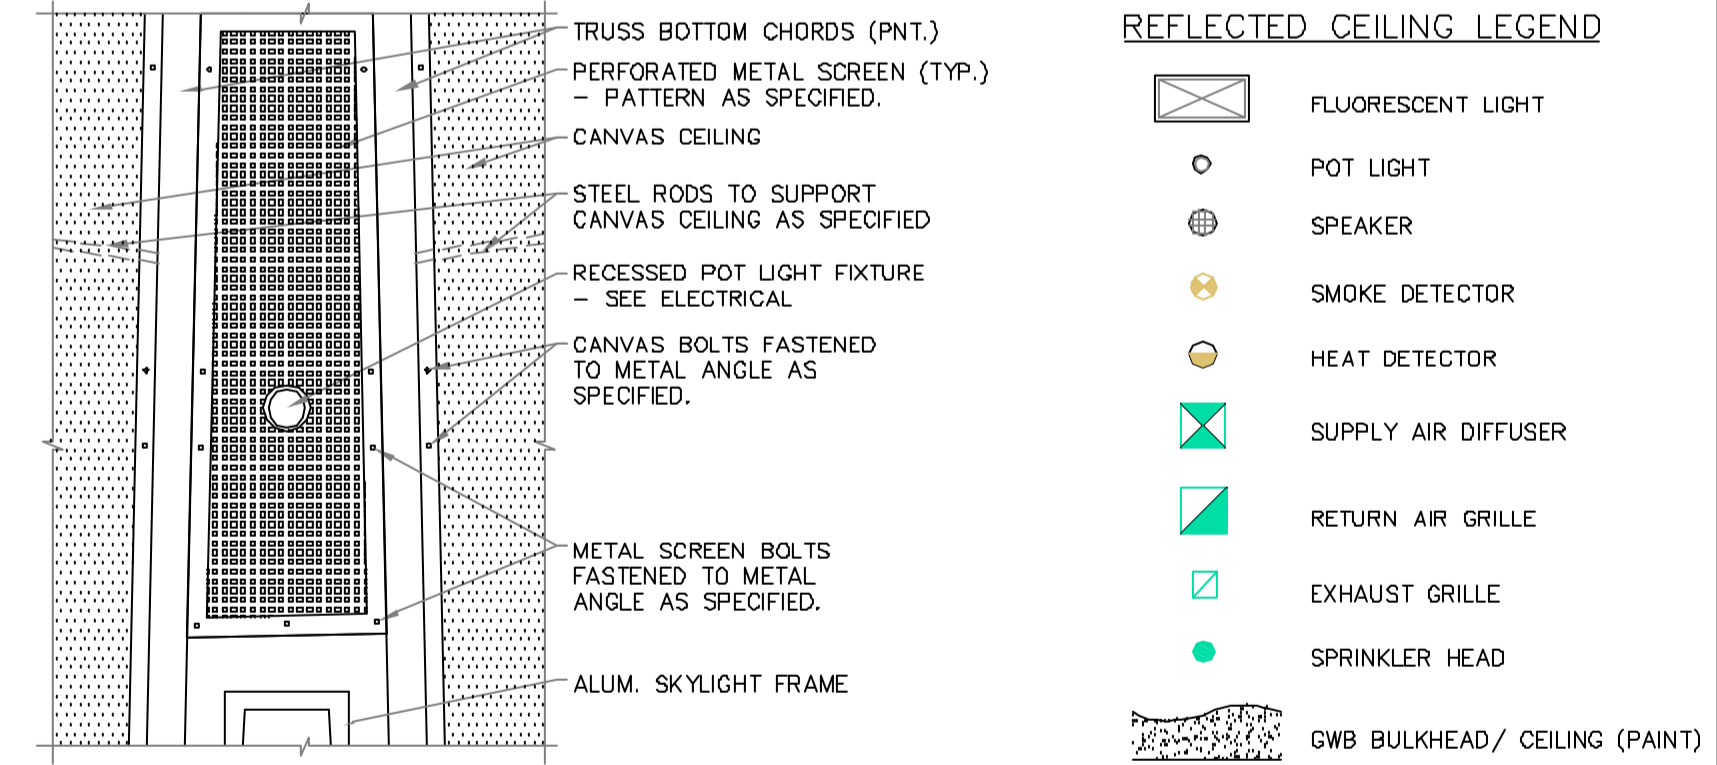 TRUSS BOTTOM CHORDS (PNT.)
PERFORATED METAL SCREEN (TYP.)
– PATTERN AS SPECIFIED.
CANVAS CEILING
STEEL RODS TO SUPPORT
CANVAS CEILING AS SPECIFIED
RECESSED POT LIGHT FIXTURE
– SEE ELECTRICAL
CANVAS BOLTS FASTENED
TO METAL ANGLE AS
SPECIFIED.
METAL SCREEN BOLTS
FASTENED TO METAL
ANGLE AS SPECIFIED.
ALUM. SKYLIGHT FRAME
REFLECTED CEILING LEGEND
FLUORESCENT LIGHT
POT LIGHT
SPEAKER
SMOKE DETECTOR
HEAT DETECTOR
SUPPLY AIR DIFFUSER
RETURN AIR GRILLE
EXHAUST GRILLE
SPRINKLER HEAD
GWB BULKHEAD/ CEILING (PAINT)